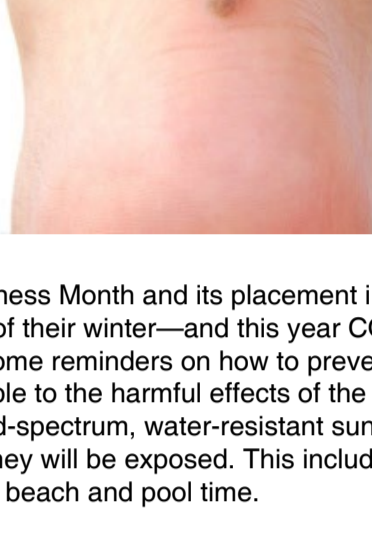 ness Month and its placement i
of their winter—and this year CO
ome reminders on how to preve
ble to the harmful effects of the
d-spectrum, water-resistant sun
hey will be exposed. This includ
beach and pool time.